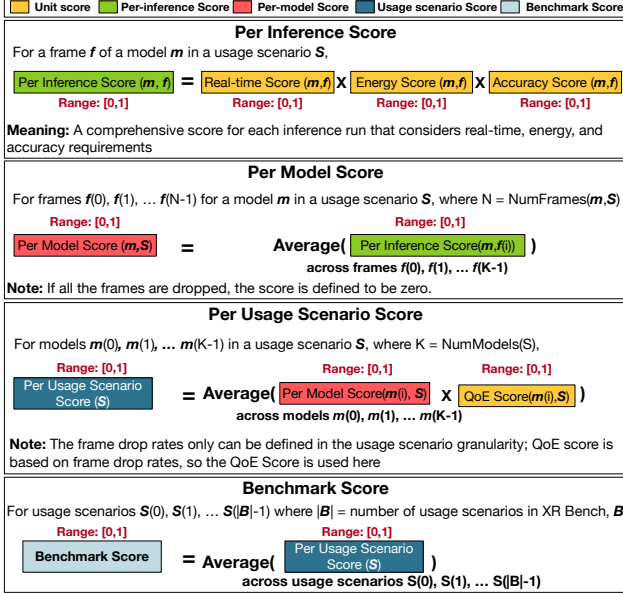 Unit score Per-inference Score Per-model Score Usage scenario Score Benchmark Score
Per Inference Score
For a frame f of a model m in a usage scenario S,
Per Inference Score (m, f) = Real-time Score (m,f) X Energy Score (m,f) X Accuracy Score (m,f)
Range: [0,1] Range: [0,1] Range: [0,1] Range: [0,1]
Meaning: A comprehensive score for each inference run that considers real-time, energy, and
accuracy requirements
Per Model Score
For frames f(0), f(1), ... f(N-1) for a model m in a usage scenario S, where N = NumFrames(m,S)
Range: [0,1] Range: [0,1]
Per Model Score (m,S) = Average( Per Inference Score(m,f(i)) )
across frames f(0), f(1), ... f(K-1)
Note: If all the frames are dropped, the score is defined to be zero.
Per Usage Scenario Score
For models m(0), m(1), ... m(K-1) in a usage scenario S, where K = NumModels(S),
Range: [0,1] Range: [0,1] Range: [0,1]
Per Usage Scenario
Score (S) = Average( Per Model Score(m(i), S) X QoE Score(m(i),S) )
across models m(0), m(1), ... m(K-1)
Note: The frame drop rates only can be defined in the usage scenario granularity; QoE score is
based on frame drop rates, so the QoE Score is used here
Benchmark Score
For usage scenarios S(0), S(1), ... S(|B|-1) where |B| = number of usage scenarios in XR Bench, B
Range: [0,1] Range: [0,1]
Benchmark Score = Average( Per Usage Scenario
Score (S) )
across usage scenarios S(0), S(1), ... S(|B|-1)